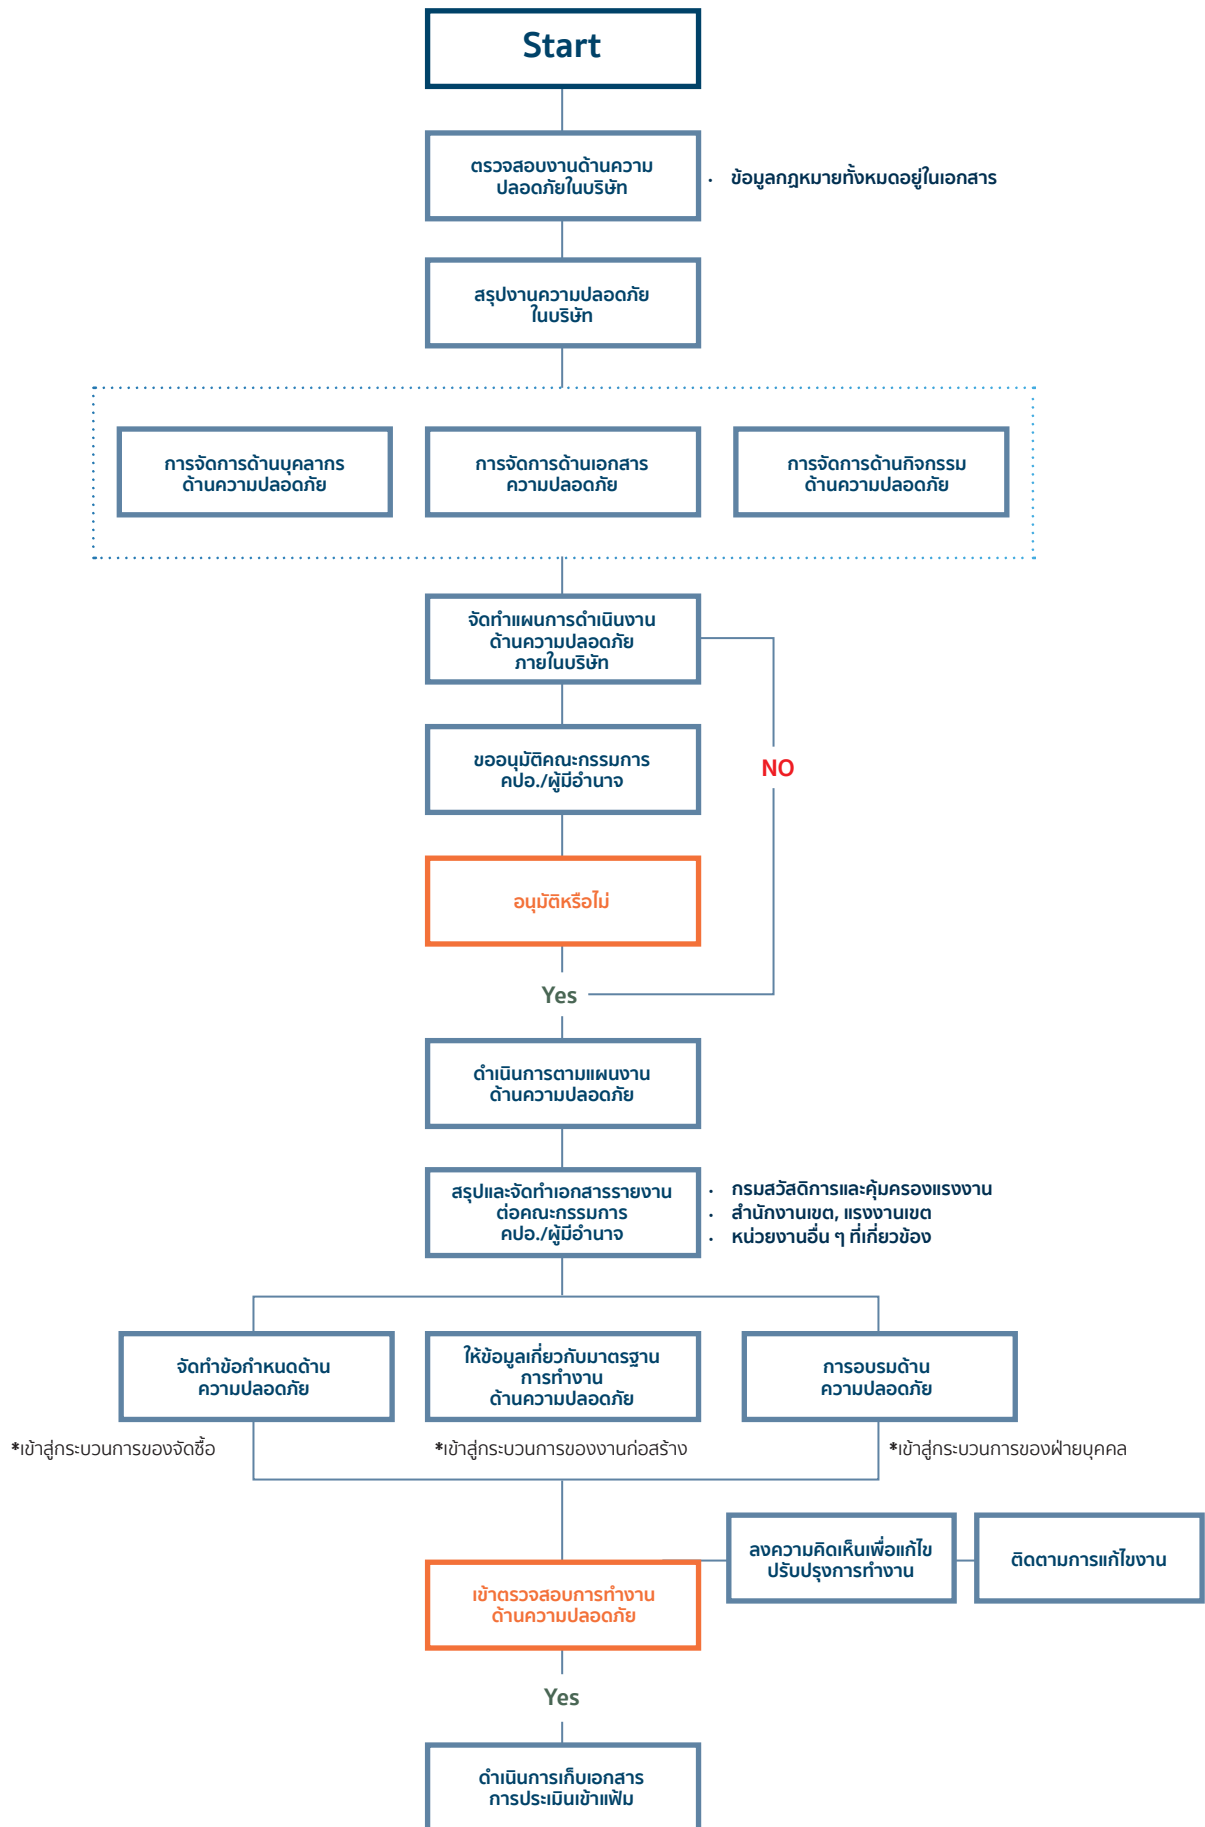 Start
ตรวจสอบงานด้านความ
ปลอดภัยในบริษัท
· ข้อมูลกฎหมายทั้งหมดอยู่ในเอกสาร
สรุปงานความปลอดภัย
ในบริษัท
การจัดการด้านบุคลากร
ด้านความปลอดภัย
การจัดการด้านเอกสาร
ความปลอดภัย
การจัดการด้านกิจกรรม
ด้านความปลอดภัย
จัดทำแผนการดำเนินงาน
ด้านความปลอดภัย
ภายในบริษัท
ขออนุมัติคณะกรรมการ
คปอ./ผู้มีอำนาจ
NO
อนุมัติหรือไม่
Yes
ดำเนินการตามแผนงาน
ด้านความปลอดภัย
สรุปและจัดทำเอกสารรายงาน
ต่อคณะกรรมการ
คปอ./ผู้มีอำนาจ
· กรมสวัสดิการและคุ้มครองแรงงาน
· สำนักงานเขต, แรงงานเขต
· หน่วยงานอื่น ๆ ที่เกี่ยวข้อง
จัดทำข้อกำหนดด้าน
ความปลอดภัย
ให้ข้อมูลเกี่ยวกับมาตรฐาน
การทำงาน
ด้านความปลอดภัย
การอบรมด้าน
ความปลอดภัย
*เข้าสู่กระบวนการของจัดซื้อ
*เข้าสู่กระบวนการของงานก่อสร้าง
*เข้าสู่กระบวนการของฝ่ายบุคคล
ลงความคิดเห็นเพื่อแก้ไข
ปรับปรุงการทำงาน
ติดตามการแก้ไขงาน
เข้าตรวจสอบการทำงาน
ด้านความปลอดภัย
Yes
ดำเนินการเก็บเอกสาร
การประเมินเข้าแฟ้ม